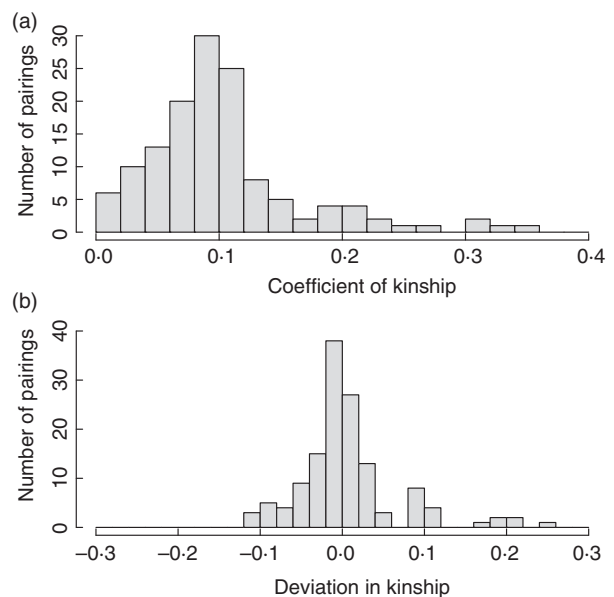 (a)
Number of pairings
30
25
20
15
10
5
0
0·0 0·1 0·2 0·3 0·4
Coefficient of kinship
(b)
Number of pairings
40
30
20
10
0
−0·3 −0·2 −0·1 0·0 0·1 0·2 0·3
Deviation in kinship